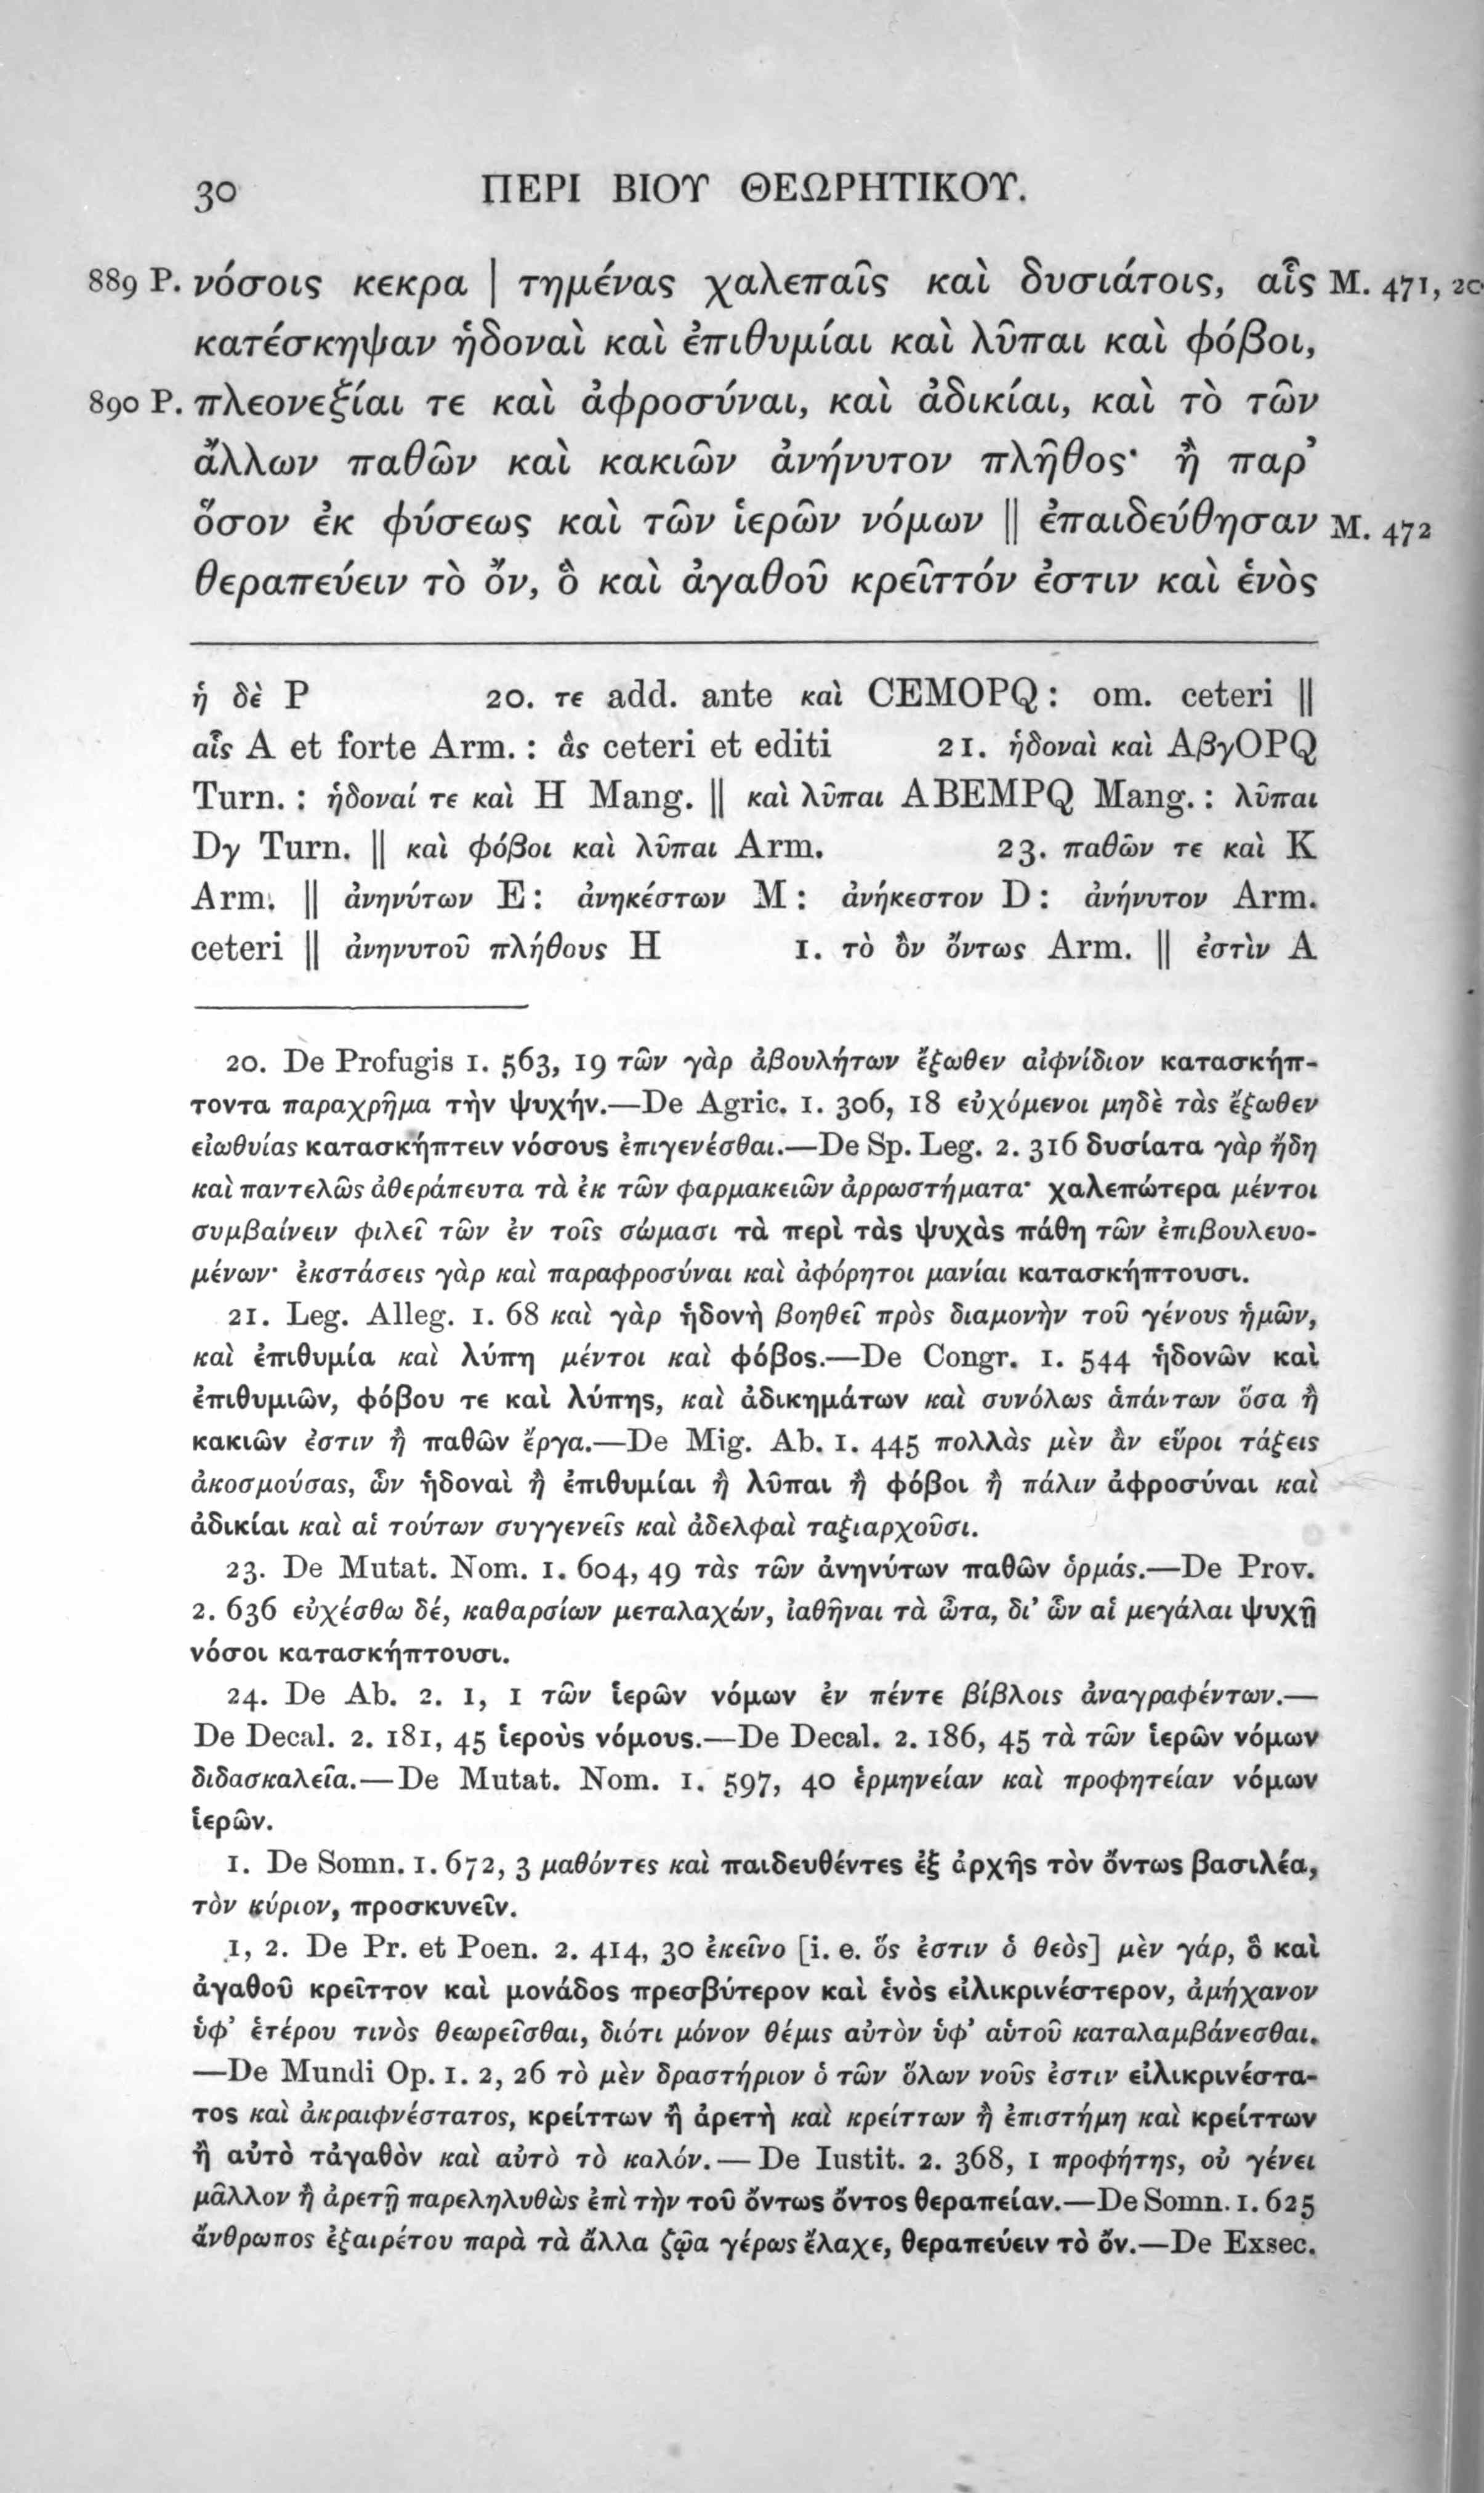 30 ΠΕΡΙ ΒΙΟΥ ΘΕΩΡΗΤΙΚΟΥ.
889 P. νόσοις κεκρα | τημένας χαλεπαῖς καὶ δυσιάτοις, αἷς M. 471, 20
κατέσκηψαν ἡδοναὶ καὶ ἐπιθυμίαι καὶ λῦπαι καὶ φόβοι,
890 P. πλεονεξίαι τε καὶ ἀφροσύναι, καὶ ἀδικίαι, καὶ τὸ τῶν
ἄλλων παθῶν καὶ κακιῶν ἀνήνυτον πλῆθος· ἢ παρ’
ὅσον ἐκ φύσεως καὶ τῶν ἱερῶν νόμων || ἐπαιδεύθησαν M. 472
θεραπεύειν τὸ ὄν, ὃ καὶ ἀγαθοῦ κρεῖττόν ἐστιν καὶ ἑνὸς
ἡ δὲ P 20. τε add. ante καὶ CEMOPQ: om. ceteri ||
αἷς A et forte Arm.: ἃς ceteri et editi 21. ἡδοναὶ καὶ AβγOPQ
Turn.: ἡδοναί τε καὶ H Mang. || καὶ λῦπαι ABEMPQ Mang.: λῦπαι
Dγ Turn. || καὶ φόβοι καὶ λῦπαι Arm. 23. παθῶν τε καὶ K
Arm. || ἀνηνύτων E: ἀνηκέστων M: ἀνήκεστον D: ἀνήνυτον Arm.
ceteri || ἀνηνυτοῦ πλήθους H 1. τὸ ὂν ὄντως Arm. || ἐστὶν A
20. De Profugis 1. 563, 19 τῶν γὰρ ἀβουλήτων ἔξωθεν αἰφνίδιον κατασκήπ-
τοντα παραχρῆμα τὴν ψυχήν.—De Agric. 1. 306, 18 εὐχόμενοι μηδὲ τὰς ἔξωθεν
εἰωθυίας κατασκήπτειν νόσους ἐπιγενέσθαι.—De Sp. Leg. 2. 316 δυσίατα γὰρ ἤδη
καὶ παντελῶς ἀθεράπευτα τὰ ἐκ τῶν φαρμακειῶν ἀρρωστήματα· χαλεπώτερα μέντοι
συμβαίνειν φιλεῖ τῶν ἐν τοῖς σώμασι τὰ περὶ τὰς ψυχὰς πάθη τῶν ἐπιβουλευο-
μένων· ἐκστάσεις γὰρ καὶ παραφροσύναι καὶ ἀφόρητοι μανίαι κατασκήπτουσι.
21. Leg. Alleg. 1. 68 καὶ γὰρ ἡδονὴ βοηθεῖ πρὸς διαμονὴν τοῦ γένους ἡμῶν,
καὶ ἐπιθυμία καὶ λύπη μέντοι καὶ φόβος.—De Congr. 1. 544 ἡδονῶν καὶ
ἐπιθυμιῶν, φόβου τε καὶ λύπης, καὶ ἀδικημάτων καὶ συνόλως ἁπάντων ὅσα ἢ
κακιῶν ἐστιν ἢ παθῶν ἔργα.—De Mig. Ab. 1. 445 πολλὰς μὲν ἂν εὕροι τάξεις
ἀκοσμούσας, ὧν ἡδοναὶ ἢ ἐπιθυμίαι ἢ λῦπαι ἢ φόβοι ἢ πάλιν ἀφροσύναι καὶ
ἀδικίαι καὶ αἱ τούτων συγγενεῖς καὶ ἀδελφαὶ ταξιαρχοῦσι.
23. De Mutat. Nom. 1. 604, 49 τὰς τῶν ἀνηνύτων παθῶν ὁρμάς.—De Prov.
2. 636 εὐχέσθω δέ, καθαρσίων μεταλαχών, ἰαθῆναι τὰ ὦτα, δι’ ὧν αἱ μεγάλαι ψυχῇ
νόσοι κατασκήπτουσι.
24. De Ab. 2. 1, 1 τῶν ἱερῶν νόμων ἐν πέντε βίβλοις ἀναγραφέντων.—
De Decal. 2. 181, 45 ἱεροὺς νόμους.—De Decal. 2. 186, 45 τὰ τῶν ἱερῶν νόμων
διδασκαλεῖα.—De Mutat. Nom. 1. 597, 40 ἑρμηνείαν καὶ προφητείαν νόμων
ἱερῶν.
1. De Somn. 1. 672, 3 μαθόντες καὶ παιδευθέντες ἐξ ἀρχῆς τὸν ὄντως βασιλέα,
τὸν κύριον, προσκυνεῖν.
1, 2. De Pr. et Poen. 2. 414, 30 ἐκεῖνο [i. e. ὅς ἐστιν ὁ θεὸς] μὲν γάρ, ὃ καὶ
ἀγαθοῦ κρεῖττον καὶ μονάδος πρεσβύτερον καὶ ἑνὸς εἰλικρινέστερον, ἀμήχανον
ὑφ’ ἑτέρου τινὸς θεωρεῖσθαι, διότι μόνον θέμις αὐτὸν ὑφ’ αὑτοῦ καταλαμβάνεσθαι.
—De Mundi Op. 1. 2, 26 τὸ μὲν δραστήριον ὁ τῶν ὅλων νοῦς ἐστιν εἰλικρινέστα-
τος καὶ ἀκραιφνέστατος, κρείττων ἢ ἀρετὴ καὶ κρείττων ἢ ἐπιστήμη καὶ κρείττων
ἢ αὐτὸ τἀγαθὸν καὶ αὐτὸ τὸ καλόν.—De Iustit. 2. 368, 1 προφήτης, οὐ γένει
μᾶλλον ἢ ἀρετῇ παρεληλυθὼς ἐπὶ τὴν τοῦ ὄντως ὄντος θεραπείαν.—De Somn. 1. 625
ἄνθρωπος ἐξαιρέτου παρὰ τὰ ἄλλα ζῷα γέρως ἔλαχε, θεραπεύειν τὸ ὄν.—De Exsec.